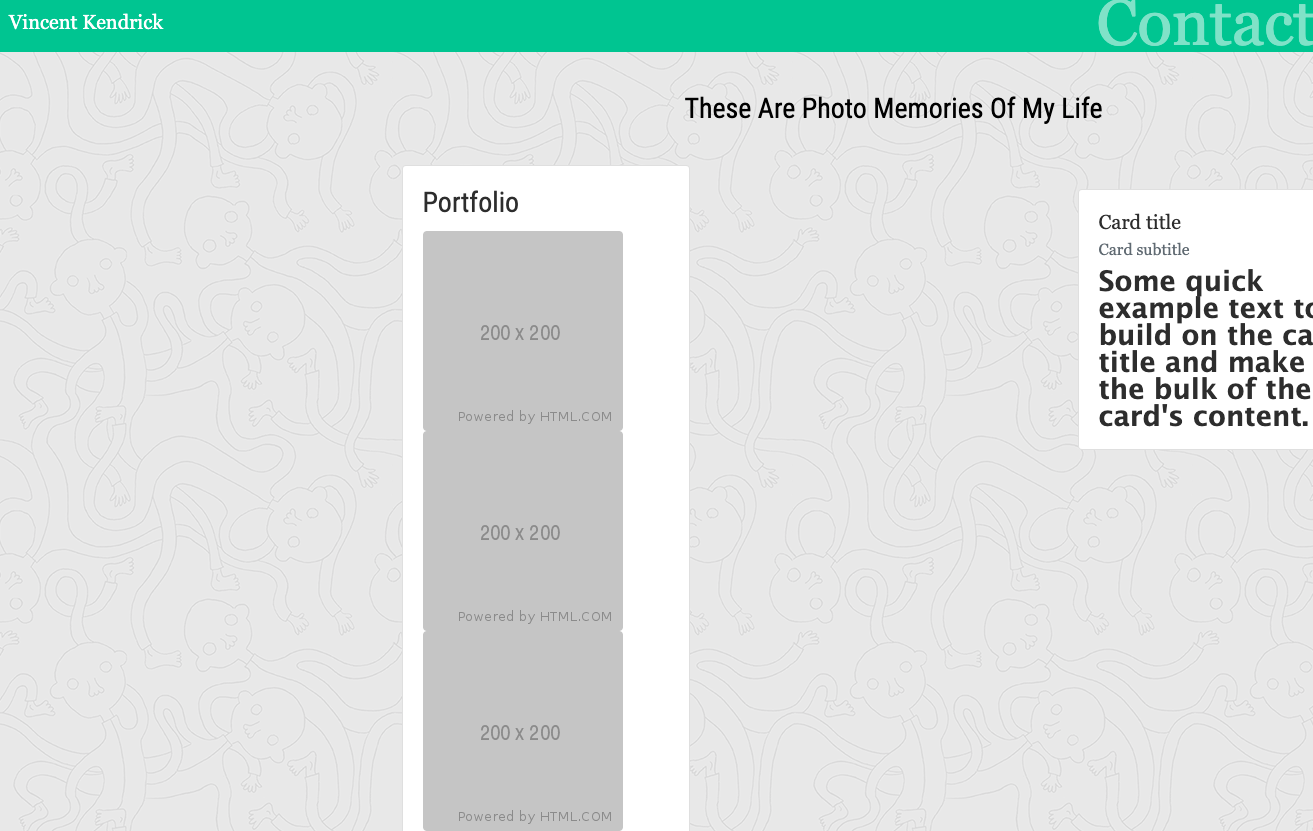 Vincent Kendrick
Contact
These Are Photo Memories Of My Life
Portfolio
200 x 200
Powered by HTML.COM
200 x 200
Powered by HTML.COM
200 x 200
Powered by HTML.COM
Card title
Card subtitle
Some quick
example text to
build on the ca
title and make
the bulk of the
card's content.